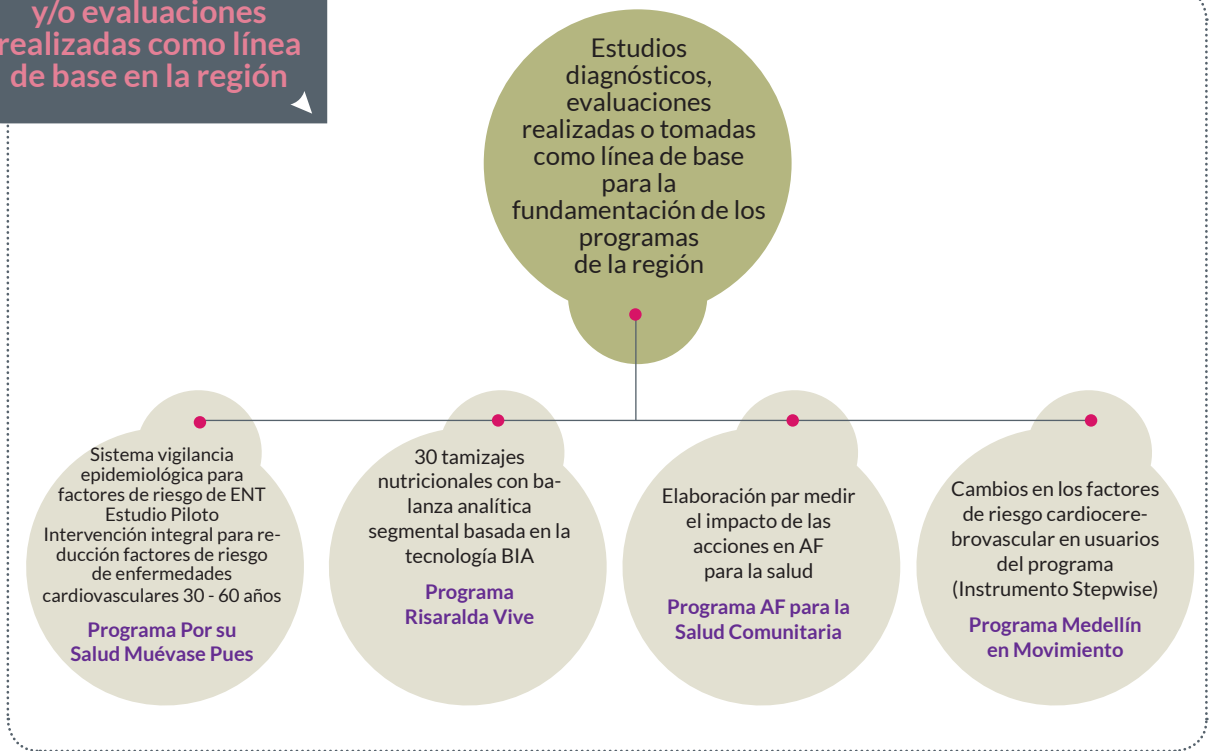 y/o evaluaciones
realizadas como línea
de base en la región
Estudios
diagnósticos,
evaluaciones
realizadas o tomadas
como línea de base
para la
fundamentación de los
programas
de la región
Sistema vigilancia
epidemiológica para
factores de riesgo de ENT
Estudio Piloto
Intervención integral para re-
ducción factores de riesgo
de enfermedades
cardiovasculares 30 - 60 años
Programa Por su
Salud Muévase Pues
30 tamizajes
nutricionales con ba-
lanza analítica
segmental basada en la
tecnología BIA
Programa
Risaralda Vive
Elaboración par medir
el impacto de las
acciones en AF
para la salud
Programa AF para la
Salud Comunitaria
Cambios en los factores
de riesgo cardiocere-
brovascular en usuarios
del programa
(Instrumento Stepwise)
Programa Medellín
en Movimiento